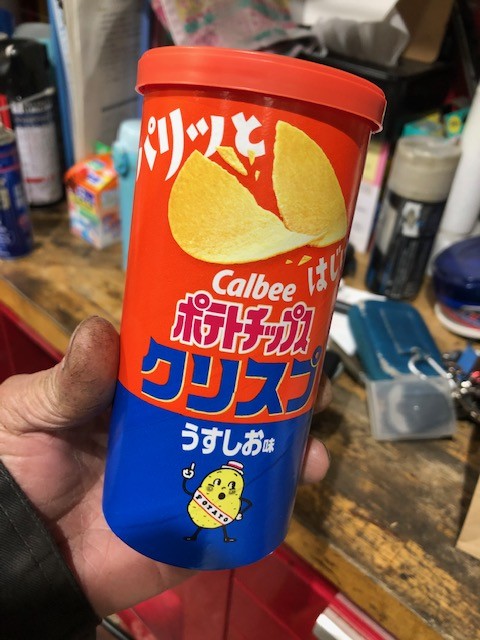 パリッと
はじ
Calbee
ポテトチップス
クリスプ
うすしお味
POTATO